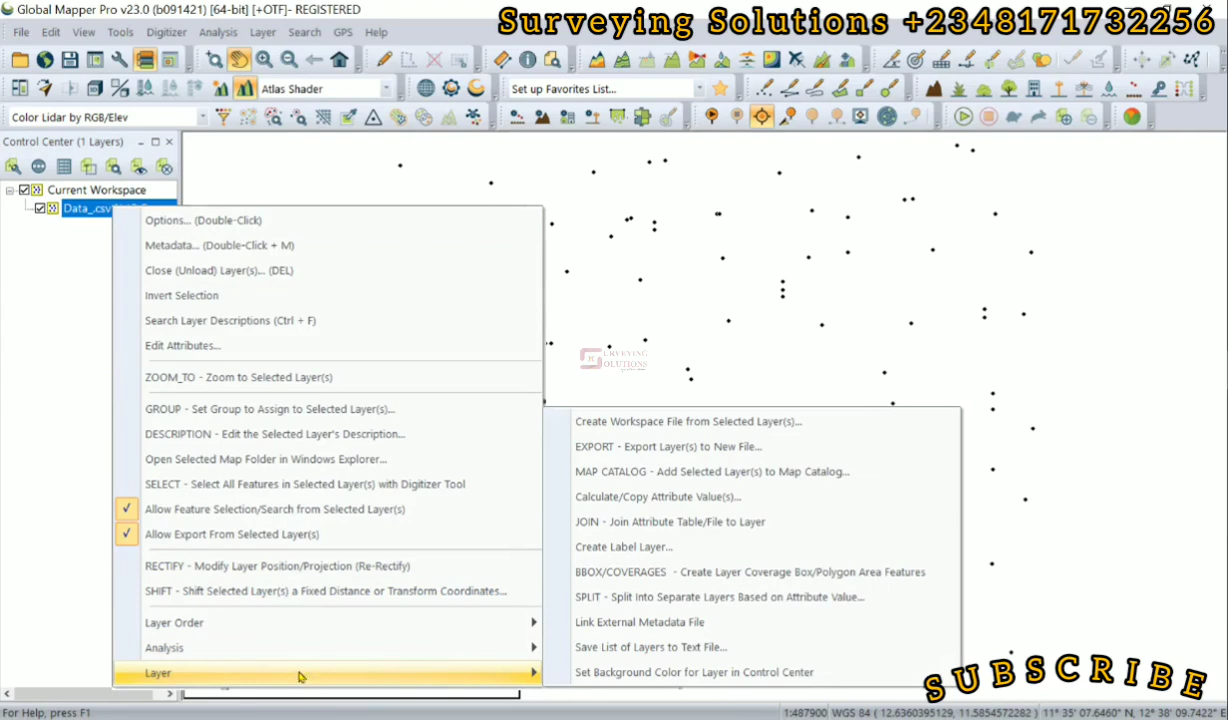 Global Mapper Pro v23.0 (b091421) [64-bit] [+OTF]- REGISTERED
Surveying Solutions +2348171732256
File Edit View Tools Digitizer Analysis Layer Search GPS Help
Atlas Shader
Set up Favorites List...
Color Lidar by RGB/Elev
Control Center (1 Layers)
Current Workspace
Data_.csv
Options... (Double-Click)
Metadata... (Double-Click + M)
Close (Unload) Layer(s)... (DEL)
Invert Selection
Search Layer Descriptions (Ctrl + F)
Edit Attributes...
ZOOM_TO - Zoom to Selected Layer(s)
GROUP - Set Group to Assign to Selected Layer(s)...
DESCRIPTION - Edit the Selected Layer's Description...
Open Selected Map Folder in Windows Explorer...
SELECT - Select All Features in Selected Layer(s) with Digitizer Tool
Allow Feature Selection/Search from Selected Layer(s)
Allow Export From Selected Layer(s)
RECTIFY - Modify Layer Position/Projection (Re-Rectify)
SHIFT - Shift Selected Layer(s) a Fixed Distance or Transform Coordinates...
Layer Order
Analysis
Layer
Create Workspace File from Selected Layer(s)...
EXPORT - Export Layer(s) to New File...
MAP CATALOG - Add Selected Layer(s) to Map Catalog...
Calculate/Copy Attribute Value(s)...
JOIN - Join Attribute Table/File to Layer
Create Label Layer...
BBOX/COVERAGES - Create Layer Coverage Box/Polygon Area Features
SPLIT - Split Into Separate Layers Based on Attribute Value...
Link External Metadata File
Save List of Layers to Text File...
Set Background Color for Layer in Control Center
URVEYING
SOLUTIONS
SUBSCRIBE
For Help, press F1
1:487900 WGS 84 ( 12.6360395129, 11.5854572282 ) 11° 35' 07.6460" N, 12° 38' 09.7422" E